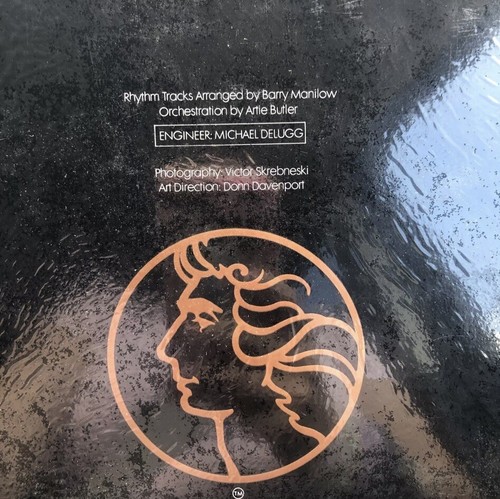 Rhythm Tracks Arranged by Barry Manilow
Orchestration by Artie Butler
ENGINEER: MICHAEL DELUGG
Photography: Victor Skrebneski
Art Direction: Donn Davenport
TM